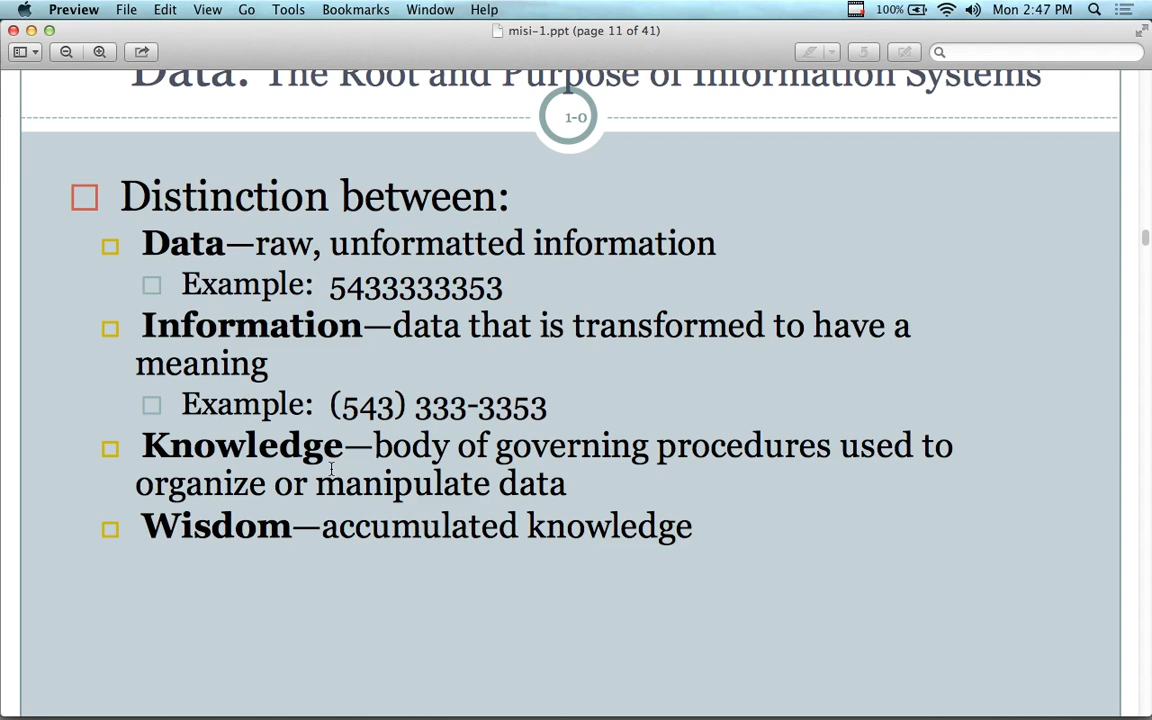 Preview File Edit View Go Tools Bookmarks Window Help 100% Mon 2:47 PM
misi-1.ppt (page 11 of 41)
Data: The Root and Purpose of Information Systems
1-0
Distinction between:
Data—raw, unformatted information
Example: 5433333353
Information—data that is transformed to have a
meaning
Example: (543) 333-3353
Knowledge—body of governing procedures used to
organize or manipulate data
Wisdom—accumulated knowledge